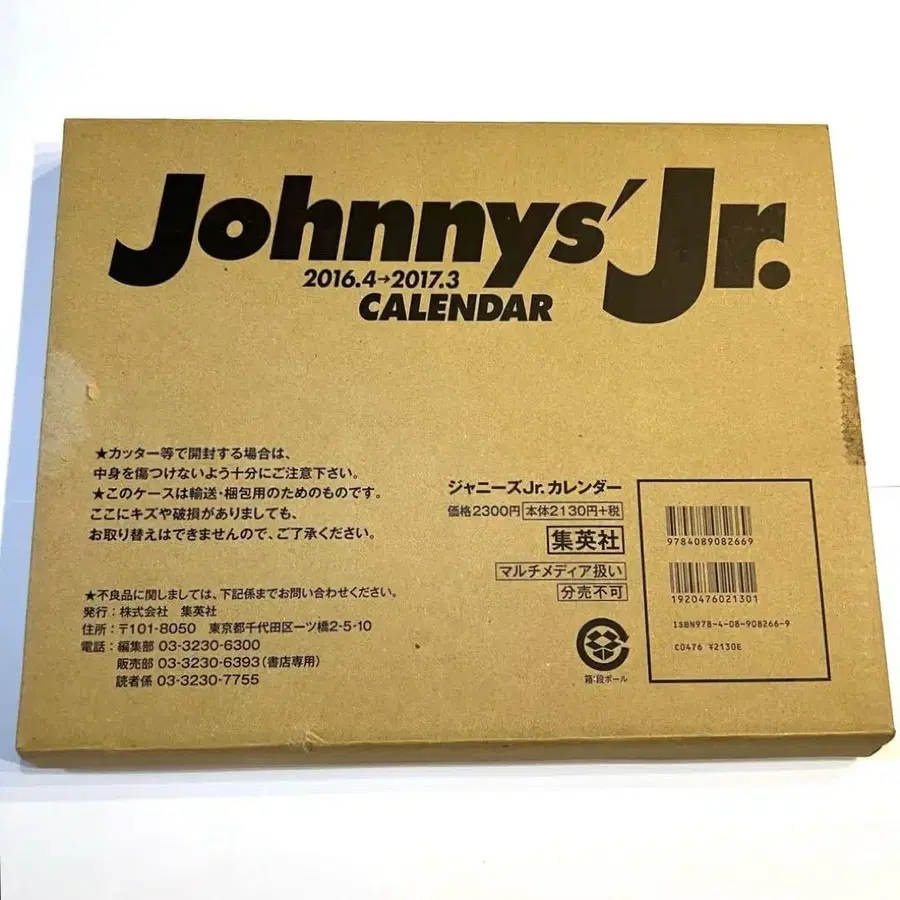 Johnnys' Jr.
2016.4→2017.3
CALENDAR
★カッター等で開封する場合は、
中身を傷つけないよう十分にご注意下さい。
★このケースは輸送・梱包用のためのものです。
ここにキズや破損がありましても、
お取り替えはできませんので、ご了承ください。
★不良品に関しましては、下記係までお問い合わせください。
発行：株式会社 集英社
住所：〒101-8050 東京都千代田区一ツ橋2-5-10
電話：編集部 03-3230-6300
販売部 03-3230-6393（書店専用）
読者係 03-3230-7755
ジャニーズJr.カレンダー
価格2300円 本体2130円+税
集英社
マルチメディア扱い
分売不可
箱：段ボール
9784089082669
1920476021301
ISBN978-4-08-908266-9
C0476 ¥2130E